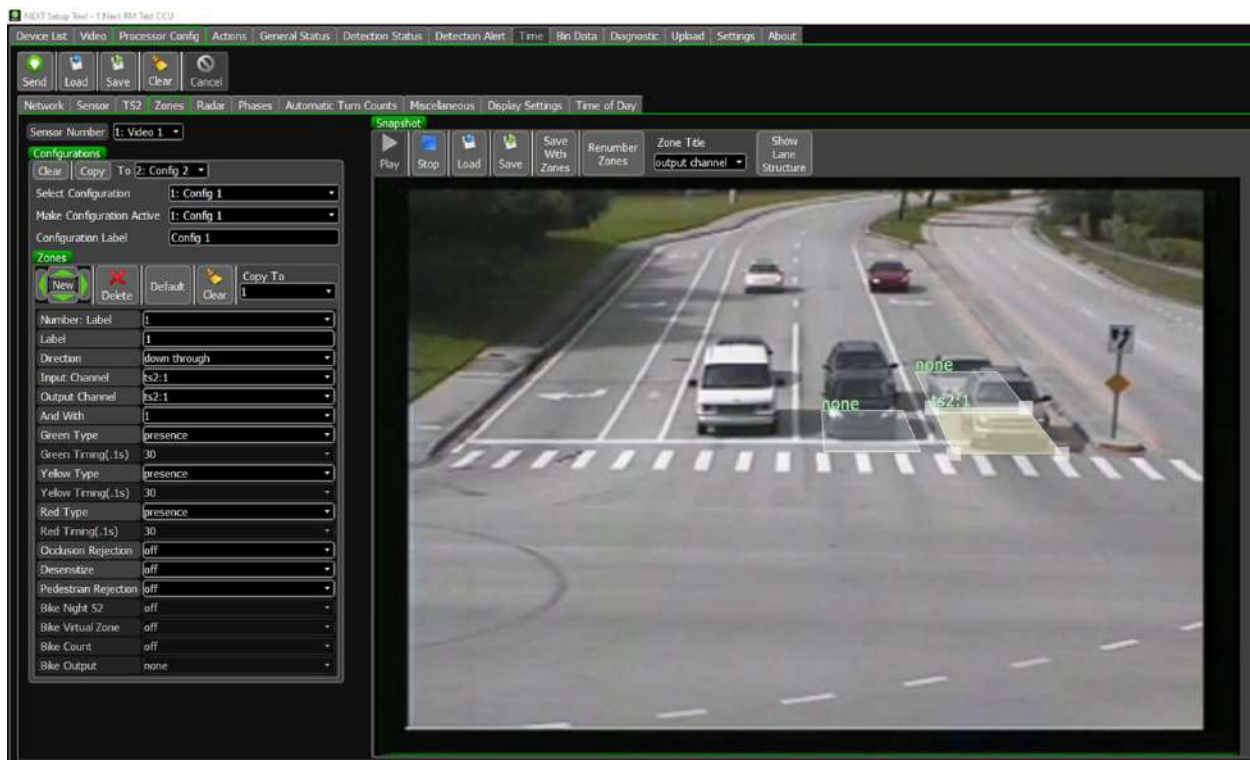 NEXT Setup Tool - 1 Next RM Test CCU
Device List Video Processor Config Actions General Status Detection Status Detection Alert Time Bin Data Diagnostic Upload Settings About
Send Load Save Clear Cancel
Network Sensor TS2 Zones Radar Phases Automatic Turn Counts Miscelaneous Display Settings Time of Day
Sensor Number 1: Video 1
Configurations
Clear Copy To 2: Config 2
Select Configuration 1: Config 1
Make Configuration Active 1: Config 1
Configuration Label Config 1
Zones
New Delete Default Clear Copy To 1
Number: Label 1
Label 1
Direction down through
Input Channel ts2:1
Output Channel ts2:1
And With 1
Green Type presence
Green Timing(.1s) 30
Yellow Type presence
Yellow Timing(.1s) 30
Red Type presence
Red Timing(.1s) 30
Occlusion Rejection off
Desensitize off
Pedestrian Rejection off
Bike Night S2 off
Bike Virtual Zone off
Bike Count off
Bike Output none
Snapshot
Play Stop Load Save Save With Zones Renumber Zones Zone Title output channel Show Lane Structure
none
none ts2:1